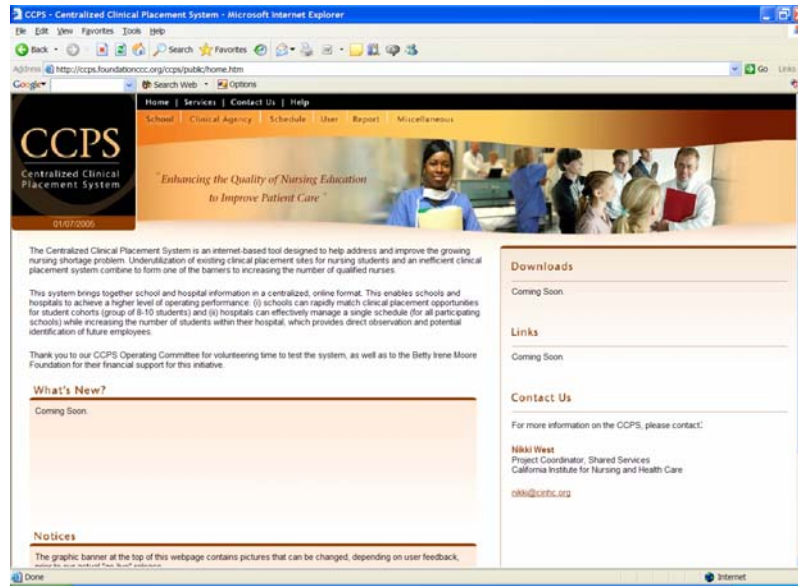 CCPS - Centralized Clinical Placement System - Microsoft Internet Explorer
File Edit View Favorites Tools Help
Back Search Favorites
Address http://ccps.foundationccc.org/ccps/public/home.htm Go Links
Google Search Web Options
Home | Services | Contact Us | Help
School Clinical Agency Schedule User Report Miscellaneous
CCPS
Centralized Clinical
Placement System
01/07/2005
"Enhancing the Quality of Nursing Education
to Improve Patient Care"
The Centralized Clinical Placement System is an internet-based tool designed to help address and improve the growing
nursing shortage problem. Underutilization of existing clinical placement sites for nursing students and an inefficient clinical
placement system combine to form one of the barriers to increasing the number of qualified nurses.
This system brings together school and hospital information in a centralized, online format. This enables schools and
hospitals to achieve a higher level of operating performance: (i) schools can rapidly match clinical placement opportunities
for student cohorts (group of 8-10 students) and (ii) hospitals can effectively manage a single schedule (for all participating
schools) while increasing the number of students within their hospital, which provides direct observation and potential
identification of future employees.
Thank you to our CCPS Operating Committee for volunteering time to test the system, as well as to the Betty Irene Moore
Foundation for their financial support for this initiative.
What's New?
Coming Soon.
Notices
The graphic banner at the top of this webpage contains pictures that can be changed, depending on user feedback,
Downloads
Coming Soon.
Links
Coming Soon.
Contact Us
For more information on the CCPS, please contact:
Nikki West
Project Coordinator, Shared Services
California Institute for Nursing and Health Care
nikki@cinhc.org
Done Internet